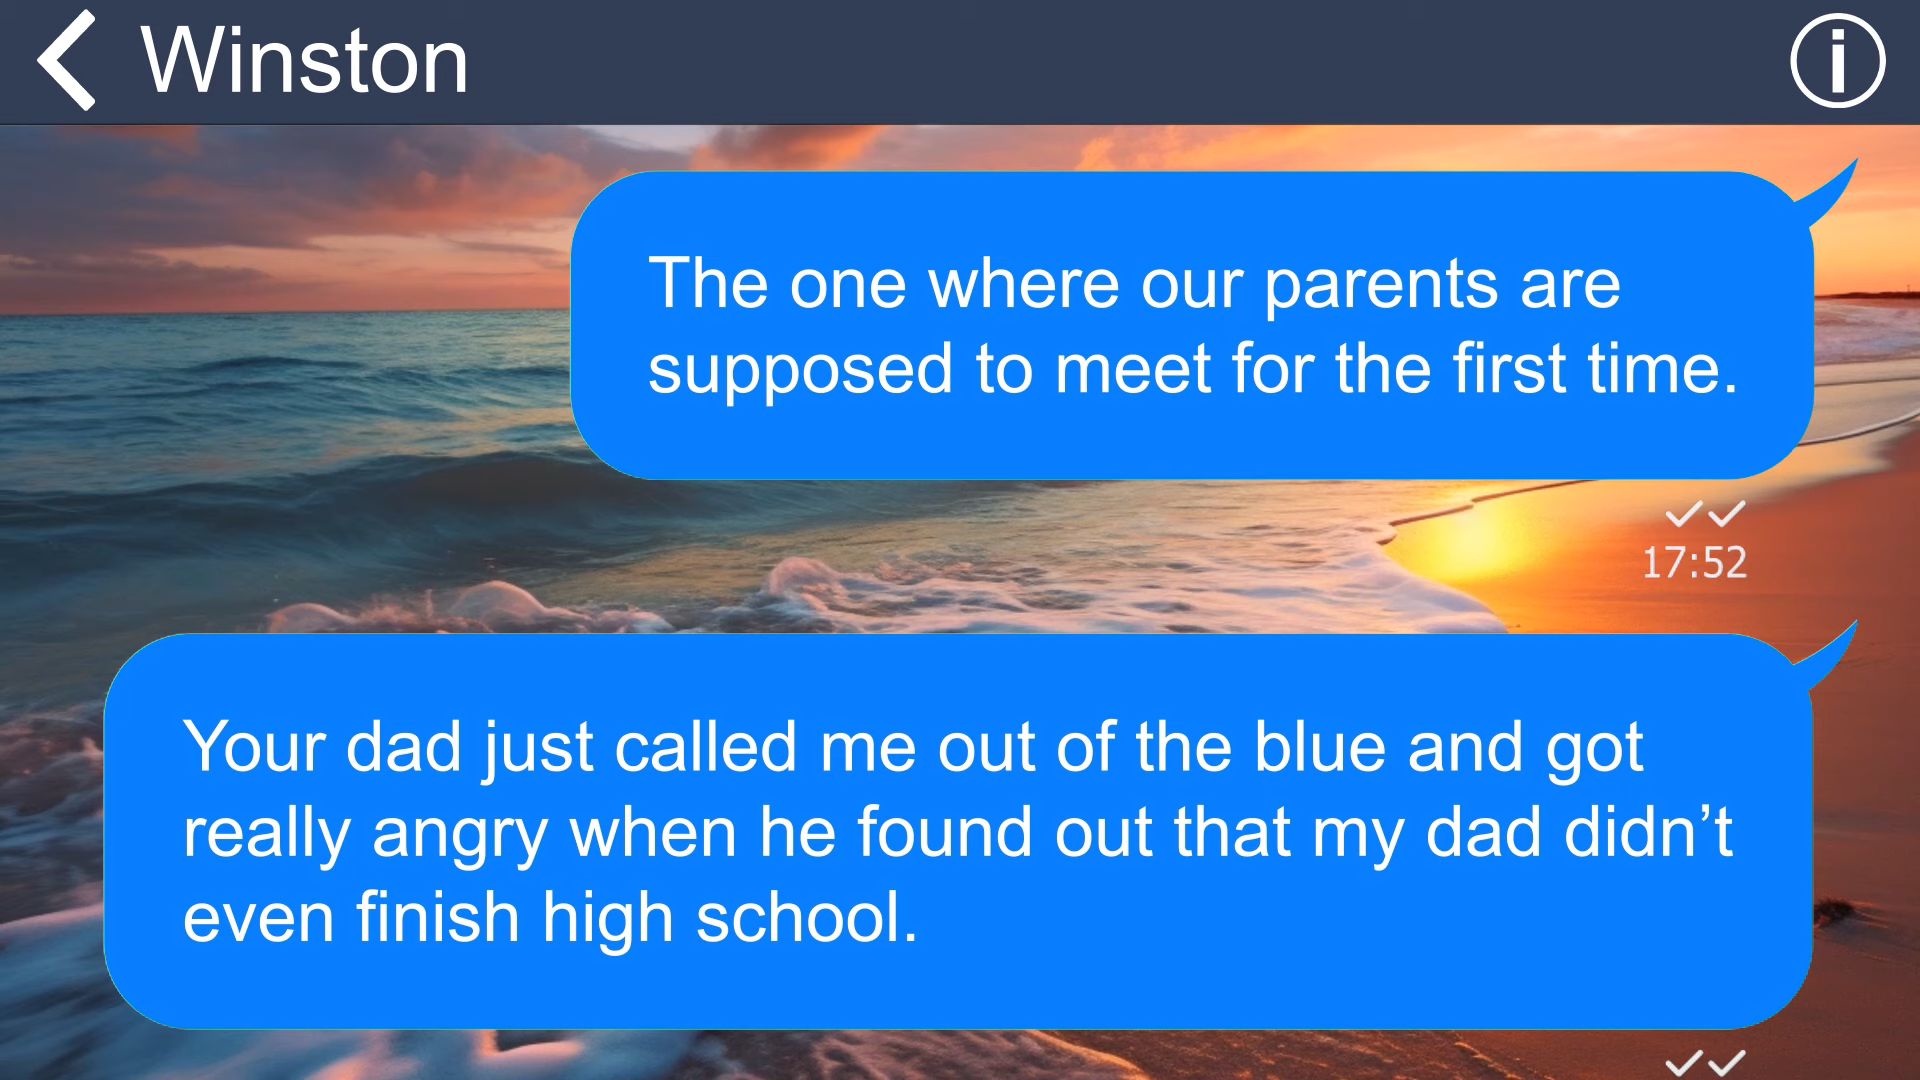 Winston
The one where our parents are
supposed to meet for the first time.
17:52
Your dad just called me out of the blue and got
really angry when he found out that my dad didn’t
even finish high school.